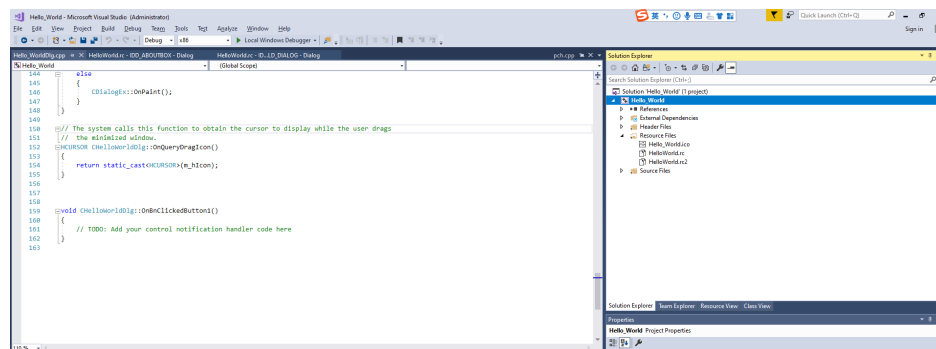 Hello_World - Microsoft Visual Studio (Administrator)
英
Quick Launch (Ctrl+Q)
File Edit View Project Build Debug Team Tools Test Analyze Window Help
Sign in
Debug x86 Local Windows Debugger
Hello_WorldDlg.cpp HelloWorld.rc - IDD_ABOUTBOX - Dialog HelloWorld.rc - ID...LD_DIALOG - Dialog pch.cpp
Hello_World (Global Scope)
144 else
145 {
146 CDialogEx::OnPaint();
147 }
148 }
149
150 // The system calls this function to obtain the cursor to display while the user drags
151 // the minimized window.
152 HCURSOR CHelloWorldDlg::OnQueryDragIcon()
153 {
154 return static_cast<HCURSOR>(m_hIcon);
155 }
156
157
158
159 void CHelloWorldDlg::OnBnClickedButton1()
160 {
161 // TODO: Add your control notification handler code here
162 }
163
110 %
Solution Explorer
Search Solution Explorer (Ctrl+;)
Solution 'Hello_World' (1 project)
Hello_World
References
External Dependencies
Header Files
Resource Files
Hello_World.ico
HelloWorld.rc
HelloWorld.rc2
Source Files
Solution Explorer Team Explorer Resource View Class View
Properties
Hello_World Project Properties